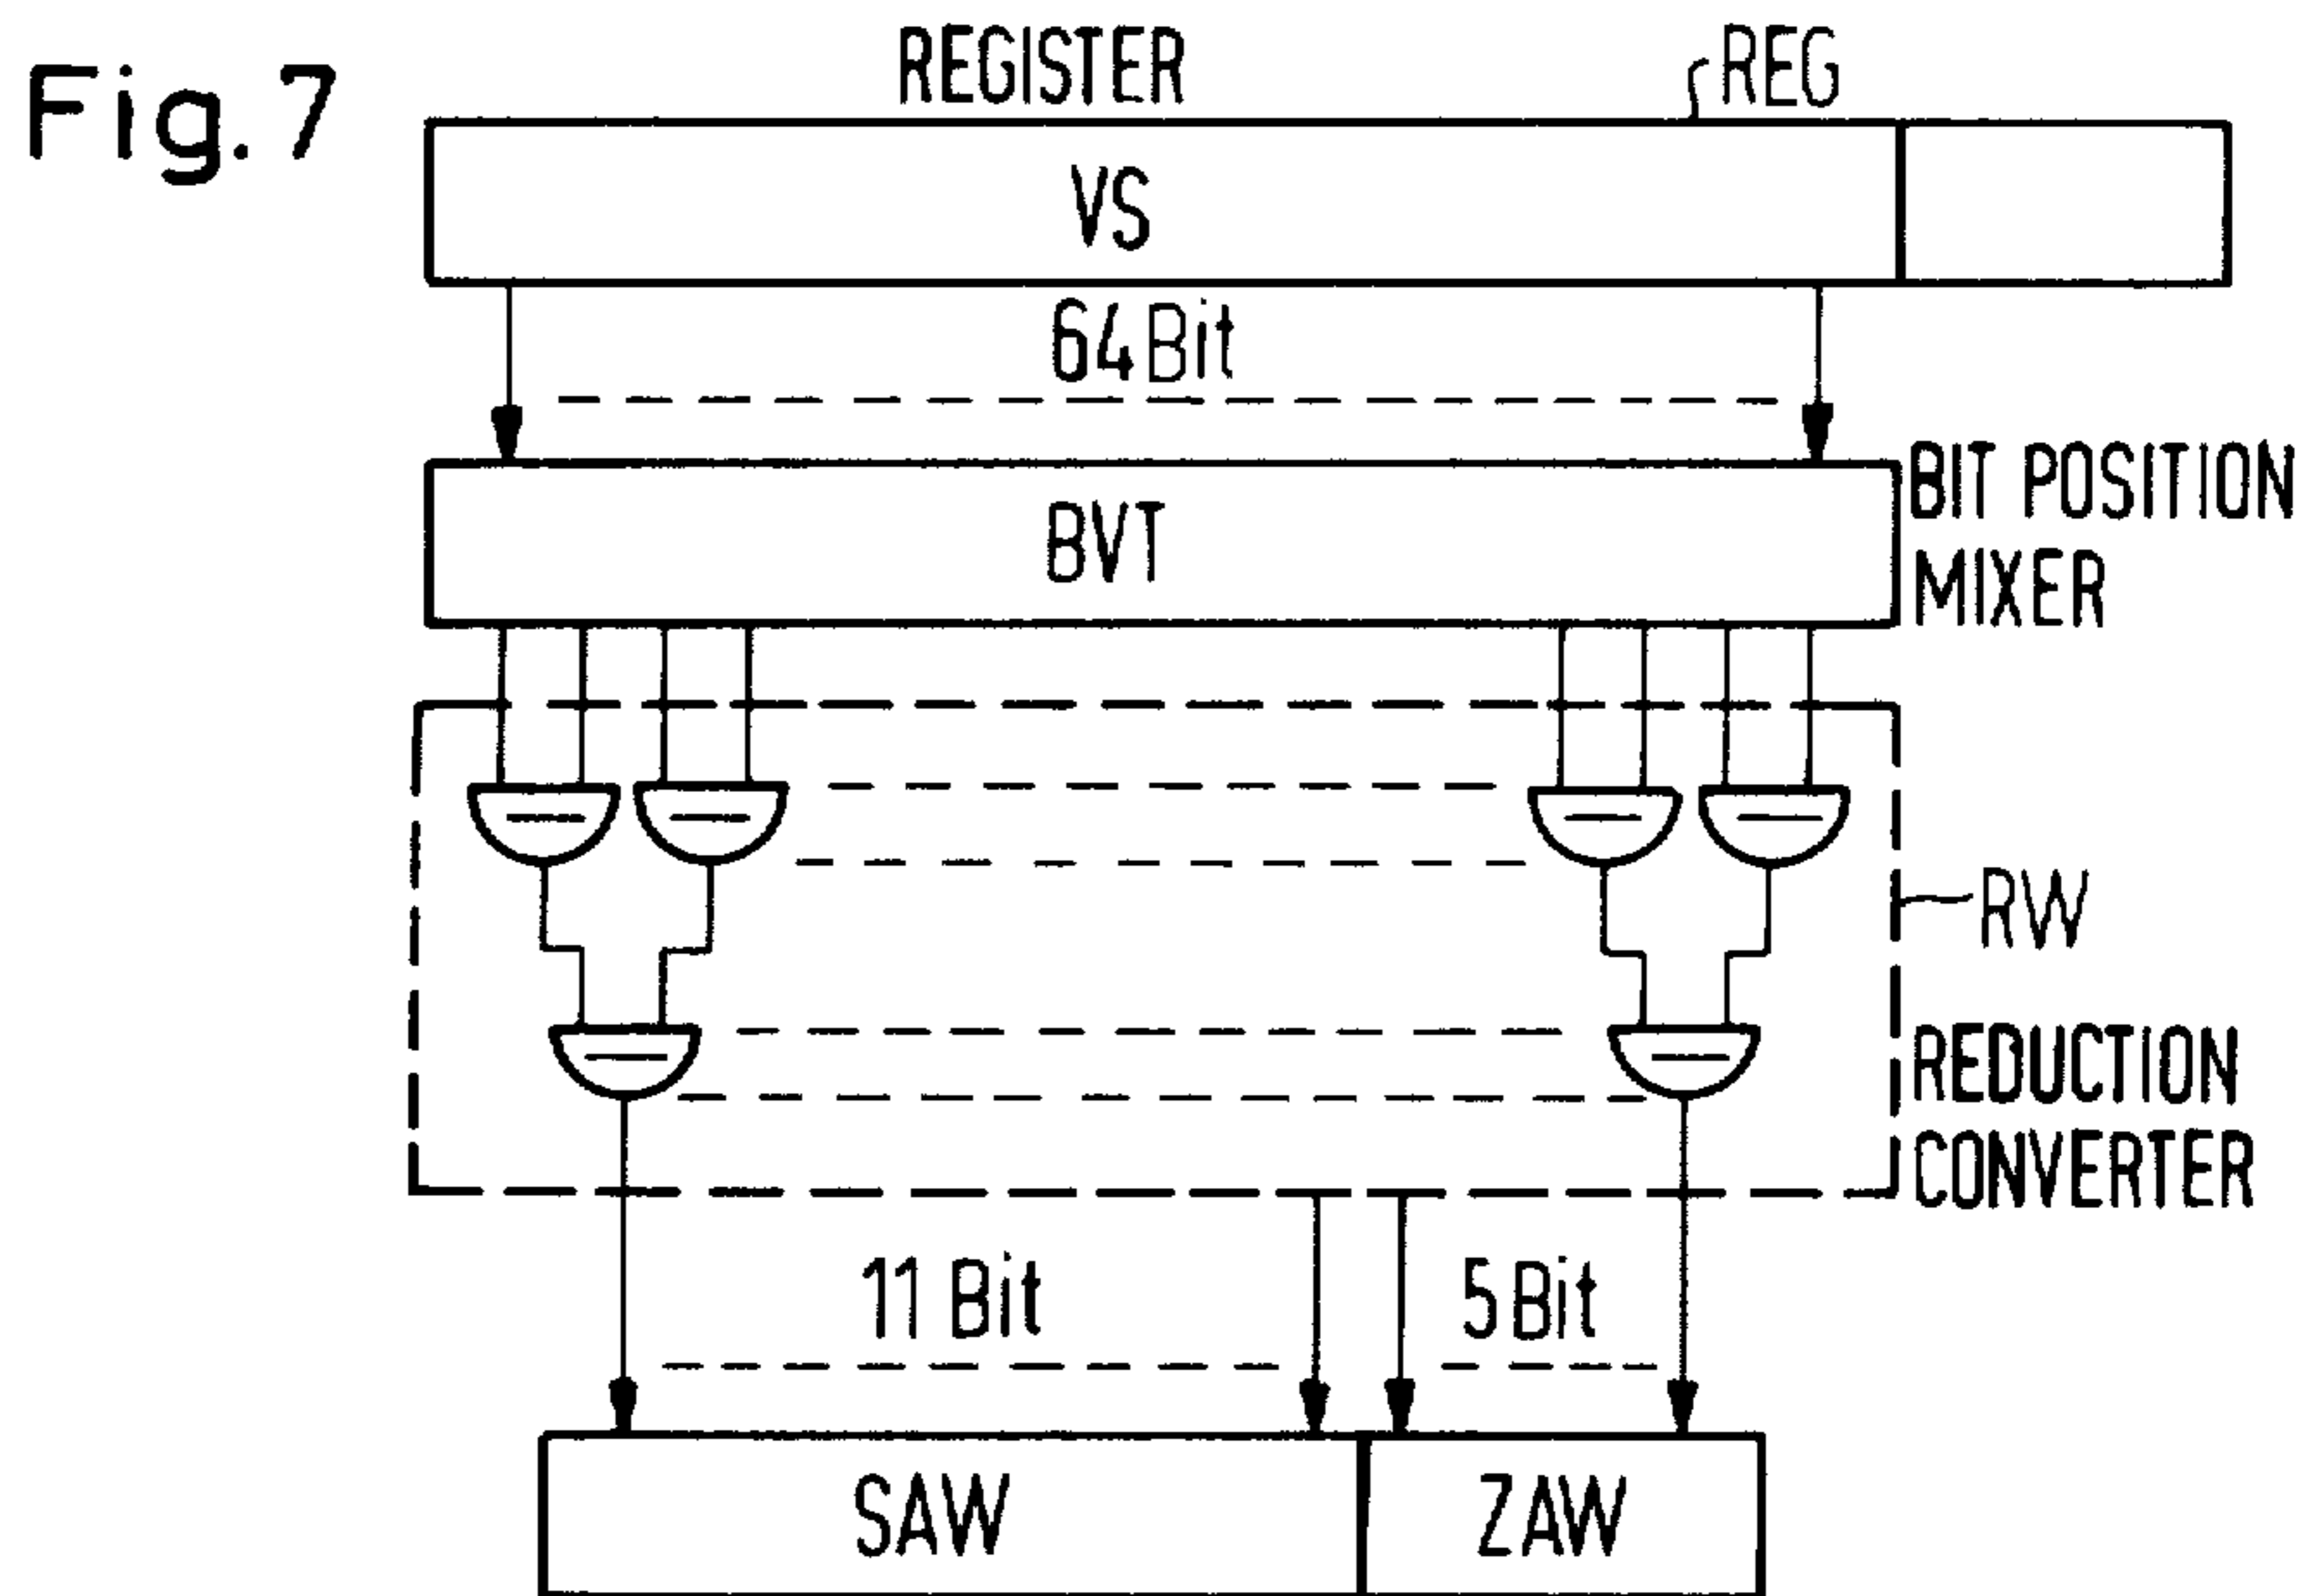 Fig. 7
REGISTER
REG
VS
64 Bit
BIT POSITION
MIXER
BVT
RW
REDUCTION
CONVERTER
11 Bit
5 Bit
SAW
ZAW